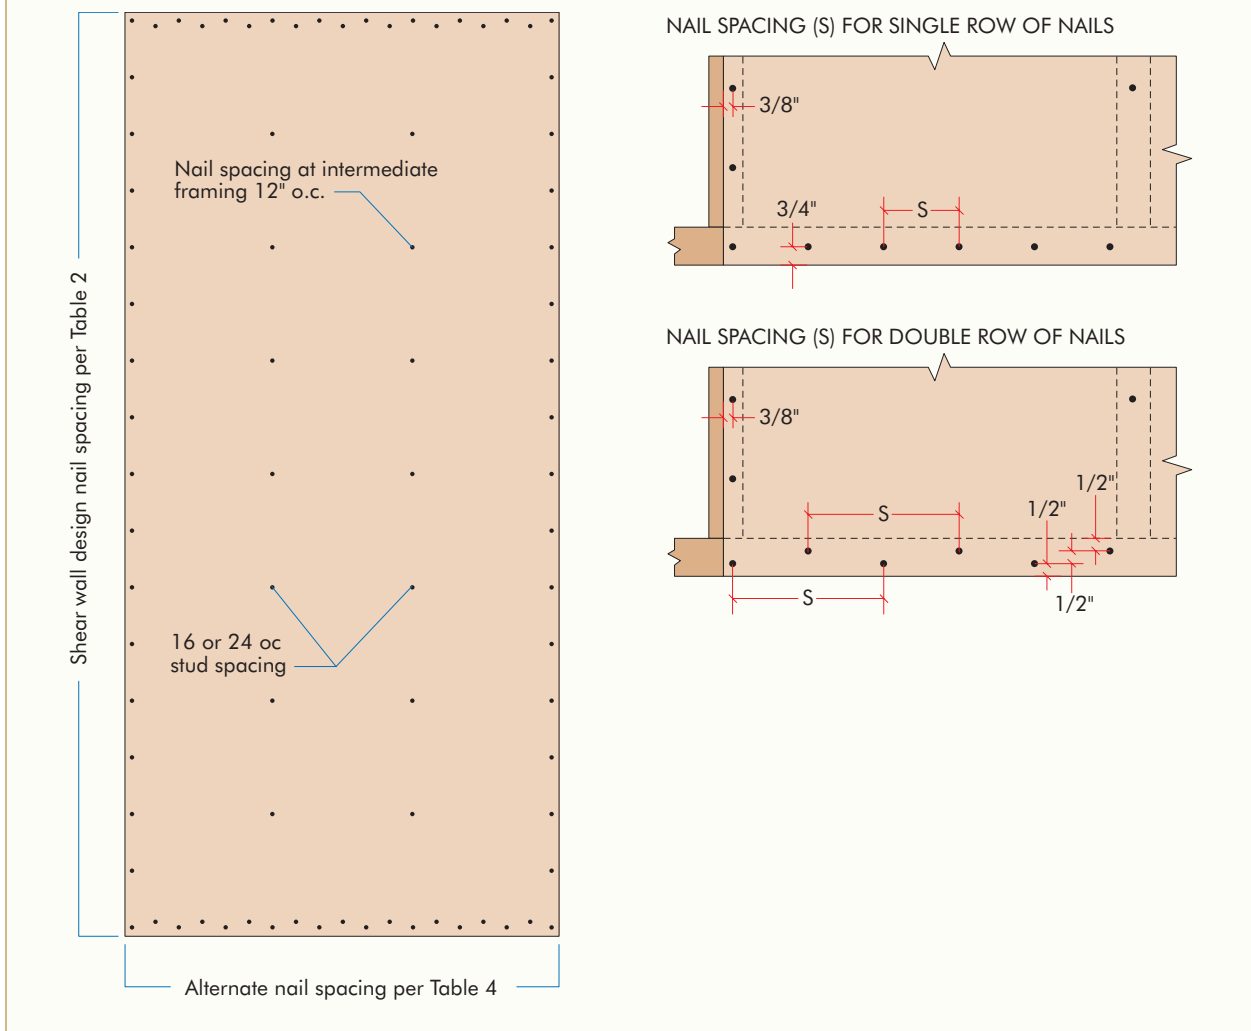 Nail spacing at intermediate
framing 12" o.c.
Shear wall design nail spacing per Table 2
16 or 24 oc
stud spacing
Alternate nail spacing per Table 4
NAIL SPACING (S) FOR SINGLE ROW OF NAILS
3/8"
3/4"
S
NAIL SPACING (S) FOR DOUBLE ROW OF NAILS
3/8"
1/2"
1/2"
S
S
1/2"